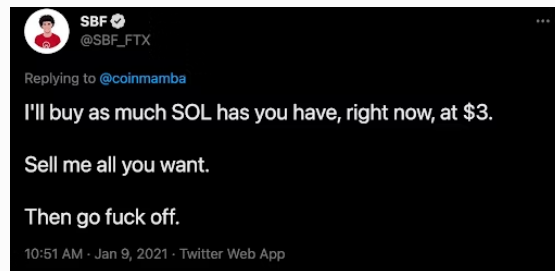 SBF
@SBF_FTX
Replying to @coinmamba
I'll buy as much SOL has you have, right now, at $3.
Sell me all you want.
Then go fuck off.
10:51 AM · Jan 9, 2021 · Twitter Web App